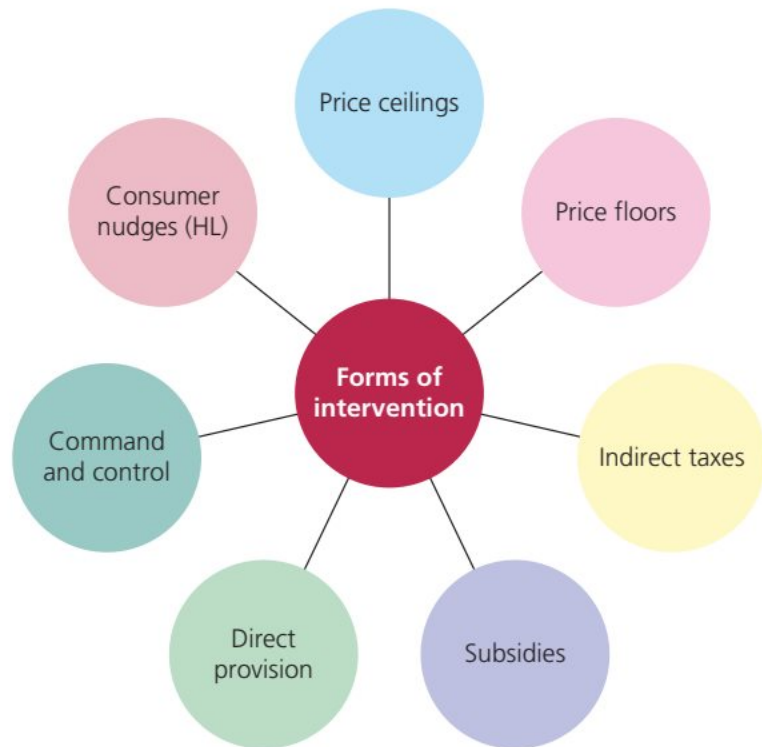 Price ceilings
Consumer
nudges (HL)
Price floors
Forms of
intervention
Command
and control
Indirect taxes
Direct
provision
Subsidies